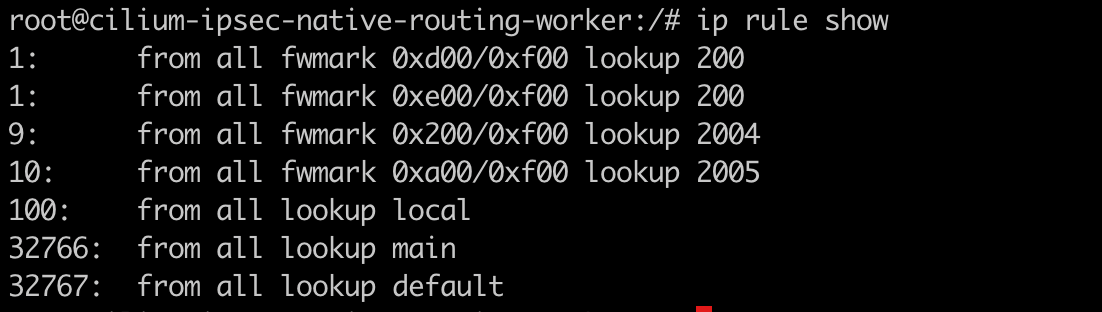 root@cilium-ipsec-native-routing-worker:/# ip rule show
1:      from all fwmark 0xd00/0xf00 lookup 200
1:      from all fwmark 0xe00/0xf00 lookup 200
9:      from all fwmark 0x200/0xf00 lookup 2004
10:     from all fwmark 0xa00/0xf00 lookup 2005
100:    from all lookup local
32766:  from all lookup main
32767:  from all lookup default